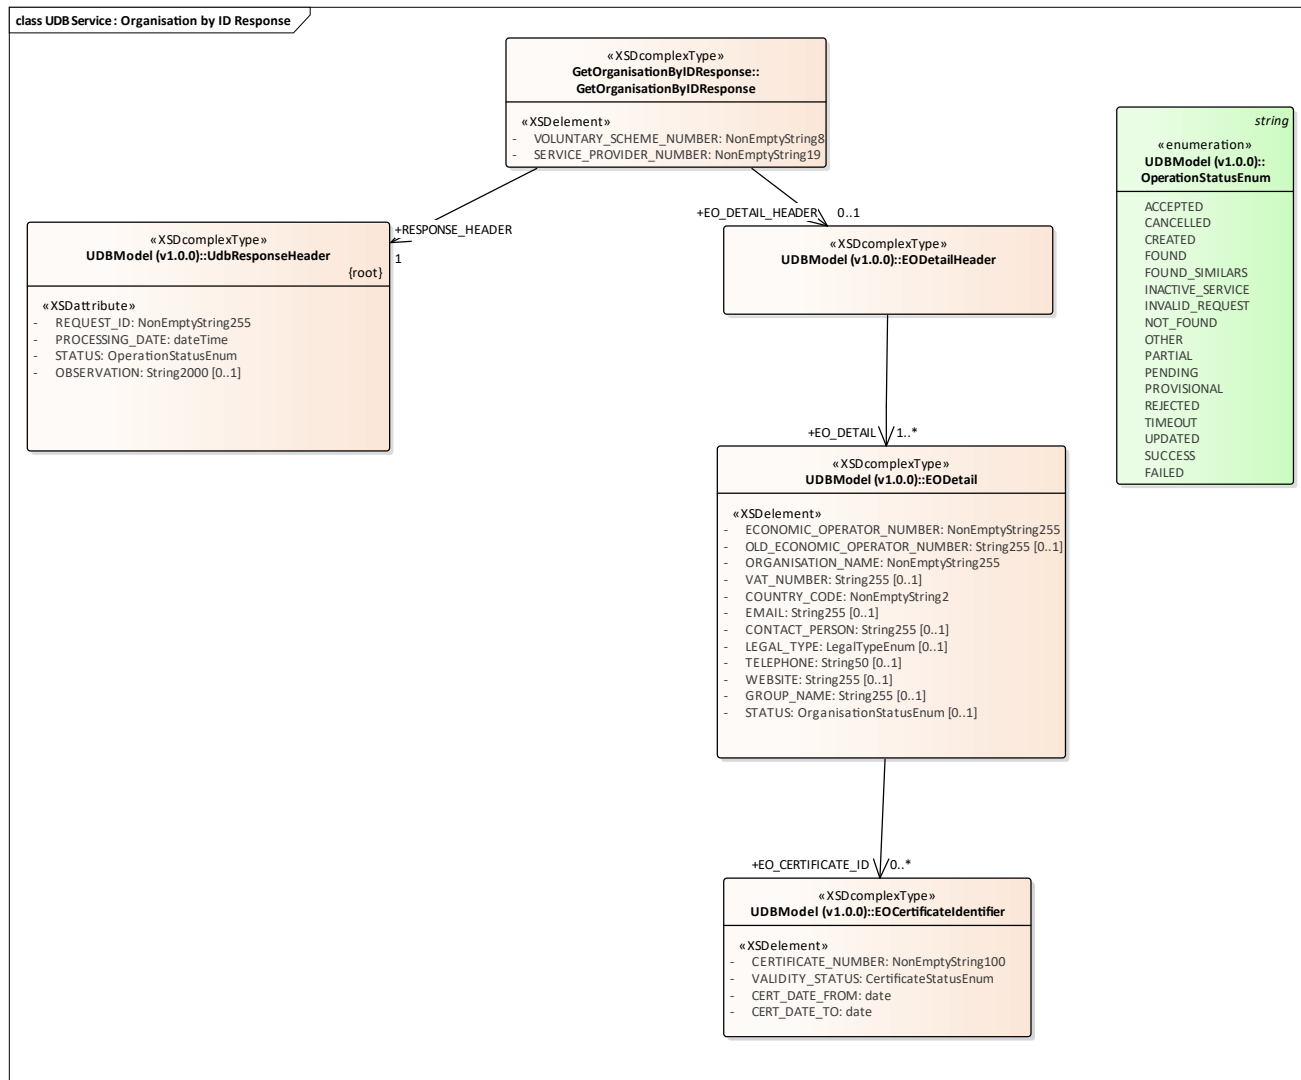 class UDB Service : Organisation by ID Response
«XSDcomplexType»
GetOrganisationByIDResponse::
GetOrganisationByIDResponse
«XSDelement»
- VOLUNTARY_SCHEME_NUMBER: NonEmptyString8
- SERVICE_PROVIDER_NUMBER: NonEmptyString19
string
«enumeration»
UDBModel (v1.0.0)::
OperationStatusEnum
ACCEPTED
CANCELLED
CREATED
FOUND
FOUND_SIMILARS
INACTIVE_SERVICE
INVALID_REQUEST
NOT_FOUND
OTHER
PARTIAL
PENDING
PROVISIONAL
REJECTED
TIMEOUT
UPDATED
SUCCESS
FAILED
+RESPONSE_HEADER
1
+EO_DETAIL_HEADER 0..1
«XSDcomplexType»
UDBModel (v1.0.0)::UdbResponseHeader
{root}
«XSDattribute»
- REQUEST_ID: NonEmptyString255
- PROCESSING_DATE: dateTime
- STATUS: OperationStatusEnum
- OBSERVATION: String2000 [0..1]
«XSDcomplexType»
UDBModel (v1.0.0)::EODetailHeader
+EO_DETAIL 1..*
«XSDcomplexType»
UDBModel (v1.0.0)::EODetail
«XSDelement»
- ECONOMIC_OPERATOR_NUMBER: NonEmptyString255
- OLD_ECONOMIC_OPERATOR_NUMBER: String255 [0..1]
- ORGANISATION_NAME: NonEmptyString255
- VAT_NUMBER: String255 [0..1]
- COUNTRY_CODE: NonEmptyString2
- EMAIL: String255 [0..1]
- CONTACT_PERSON: String255 [0..1]
- LEGAL_TYPE: LegalTypeEnum [0..1]
- TELEPHONE: String50 [0..1]
- WEBSITE: String255 [0..1]
- GROUP_NAME: String255 [0..1]
- STATUS: OrganisationStatusEnum [0..1]
+EO_CERTIFICATE_ID 0..*
«XSDcomplexType»
UDBModel (v1.0.0)::EOCertificateIdentifier
«XSDelement»
- CERTIFICATE_NUMBER: NonEmptyString100
- VALIDITY_STATUS: CertificateStatusEnum
- CERT_DATE_FROM: date
- CERT_DATE_TO: date